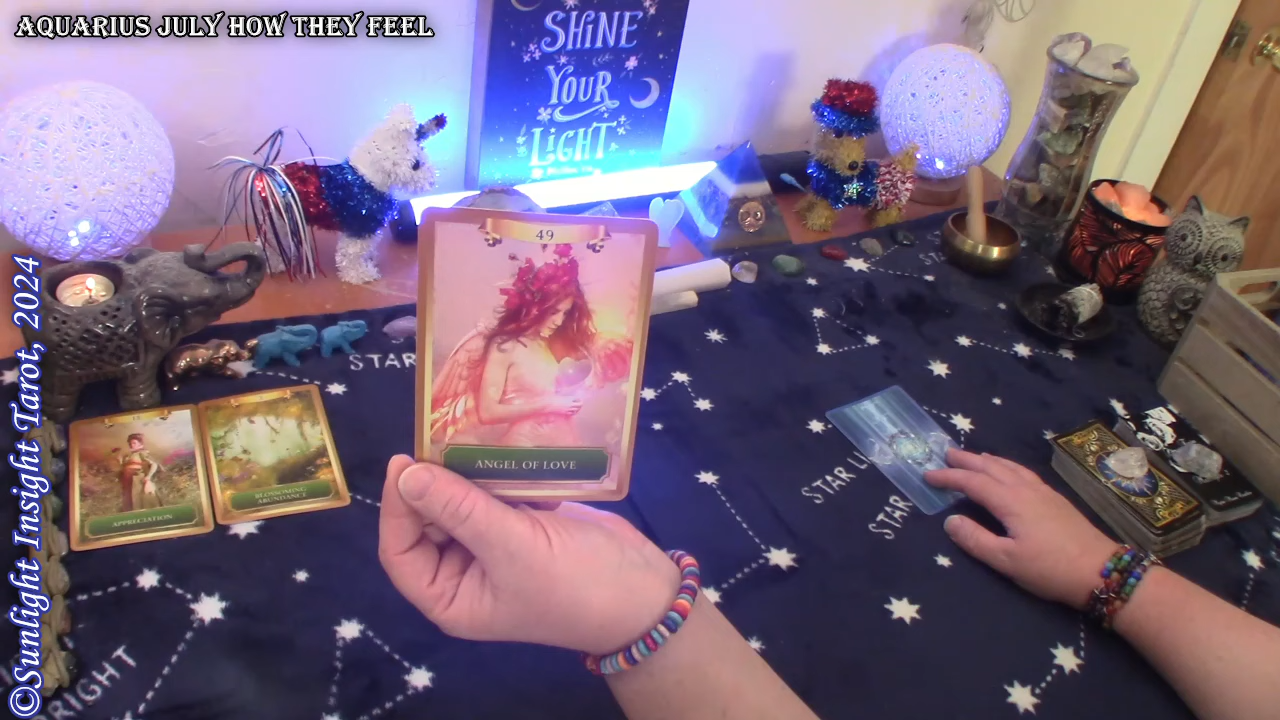 AQUARIUS JULY HOW THEY FEEL
SHINE
YOUR
LIGHT
49
ANGEL OF LOVE
APPRECIATION
BLOSSOMING
ABUNDANCE
STAR
STAR
STAR
RIGHT
©Sunlight Insight Tarot, 2024